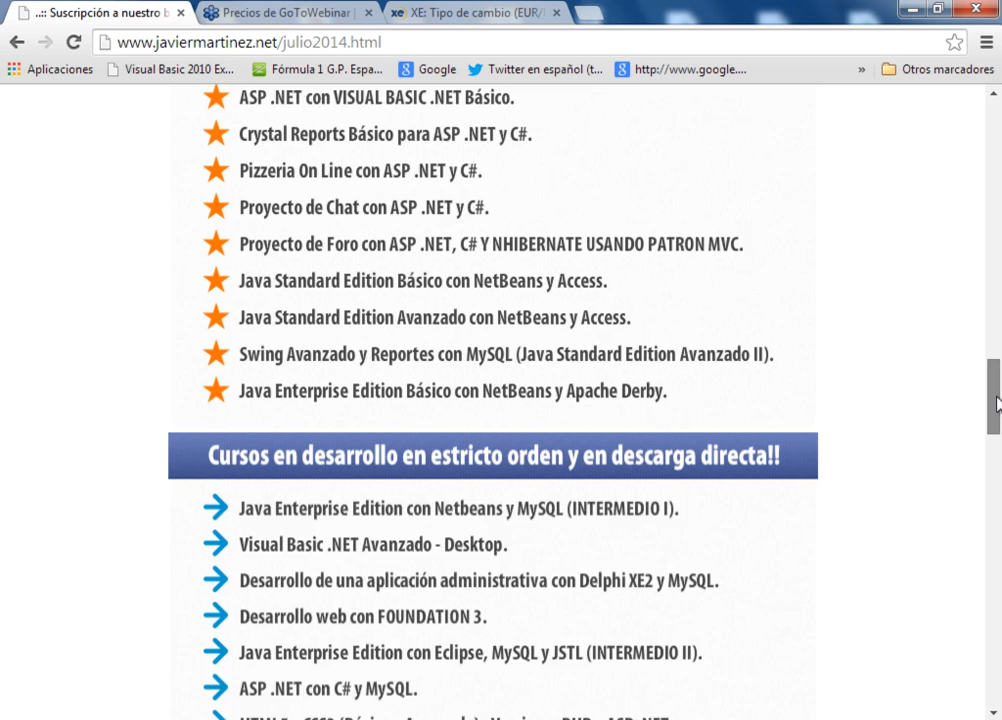 ..:: Suscripción a nuestro b
Precios de GoToWebinar |
XE: Tipo de cambio (EUR/
www.javiermartinez.net/julio2014.html
Aplicaciones
Visual Basic 2010 Ex...
Fórmula 1 G.P. Espa...
Google
Twitter en español (t...
http://www.google....
»
Otros marcadores
ASP .NET con VISUAL BASIC .NET Básico.
Crystal Reports Básico para ASP .NET y C#.
Pizzeria On Line con ASP .NET y C#.
Proyecto de Chat con ASP .NET y C#.
Proyecto de Foro con ASP .NET, C# Y NHIBERNATE USANDO PATRON MVC.
Java Standard Edition Básico con NetBeans y Access.
Java Standard Edition Avanzado con NetBeans y Access.
Swing Avanzado y Reportes con MySQL (Java Standard Edition Avanzado II).
Java Enterprise Edition Básico con NetBeans y Apache Derby.
Cursos en desarrollo en estricto orden y en descarga directa!!
Java Enterprise Edition con Netbeans y MySQL (INTERMEDIO I).
Visual Basic .NET Avanzado - Desktop.
Desarrollo de una aplicación administrativa con Delphi XE2 y MySQL.
Desarrollo web con FOUNDATION 3.
Java Enterprise Edition con Eclipse, MySQL y JSTL (INTERMEDIO II).
ASP .NET con C# y MySQL.